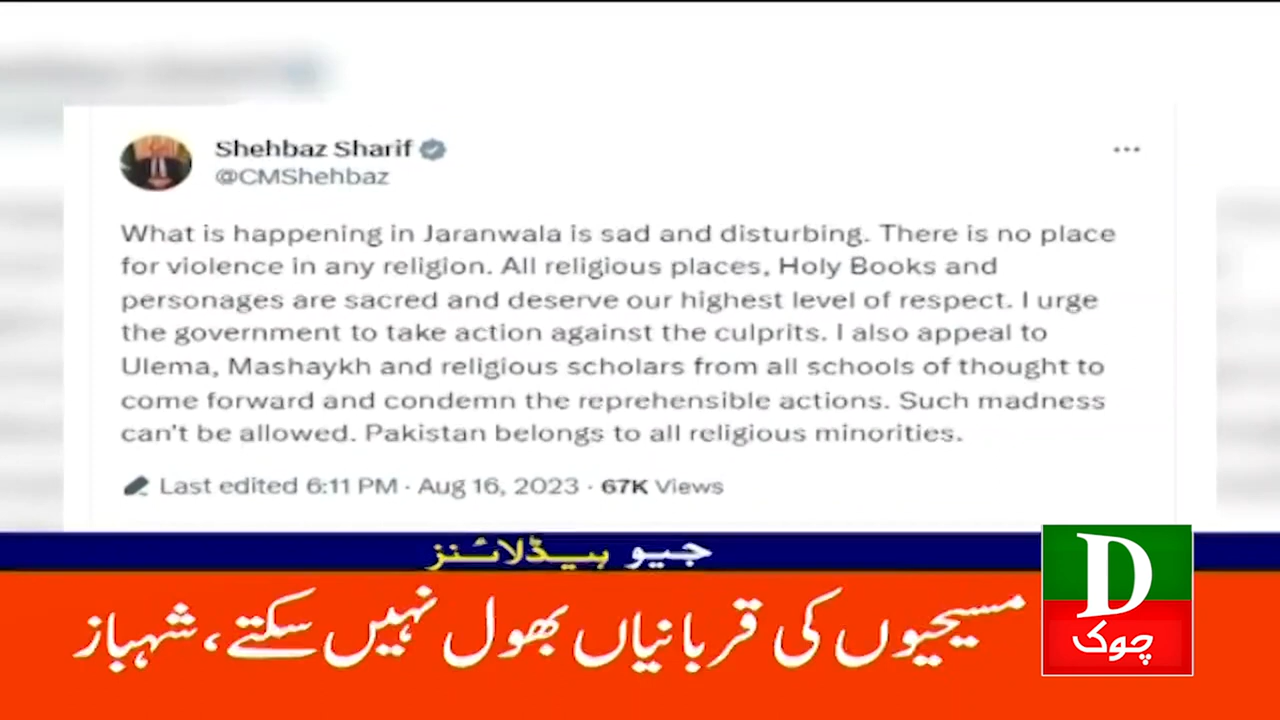 Shehbaz Sharif
@CMShehbaz
What is happening in Jaranwala is sad and disturbing. There is no place
for violence in any religion. All religious places, Holy Books and
personages are sacred and deserve our highest level of respect. I urge
the government to take action against the culprits. I also appeal to
Ulema, Mashaykh and religious scholars from all schools of thought to
come forward and condemn the reprehensible actions. Such madness
can't be allowed. Pakistan belongs to all religious minorities.
Last edited 6:11 PM · Aug 16, 2023 · 67K Views
جیو ہیڈلائنز
مسیحیوں کی قربانیاں بھول نہیں سکتے، شہباز
D
چوک